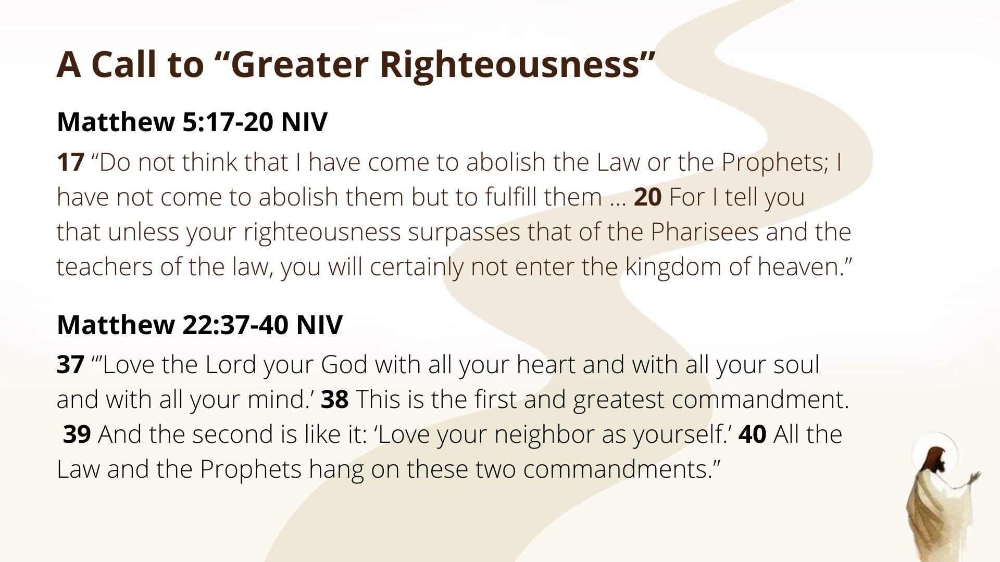 A Call to “Greater Righteousness”
Matthew 5:17-20 NIV
17 “Do not think that I have come to abolish the Law or the Prophets; I
have not come to abolish them but to fulfill them ... 20 For I tell you
that unless your righteousness surpasses that of the Pharisees and the
teachers of the law, you will certainly not enter the kingdom of heaven.”
Matthew 22:37-40 NIV
37 “’Love the Lord your God with all your heart and with all your soul
and with all your mind.’ 38 This is the first and greatest commandment.
39 And the second is like it: ‘Love your neighbor as yourself.’ 40 All the
Law and the Prophets hang on these two commandments.”